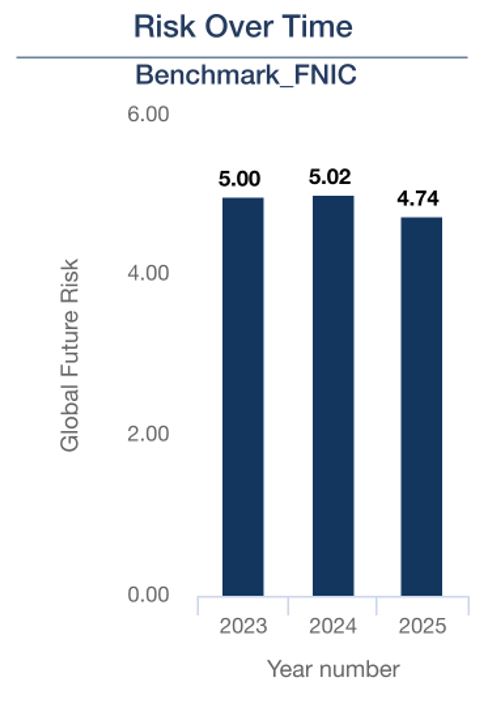 Risk Over Time
Benchmark_FNIC
6.00
5.00
5.02
4.74
4.00
Global Future Risk
2.00
0.00
2023
2024
2025
Year number